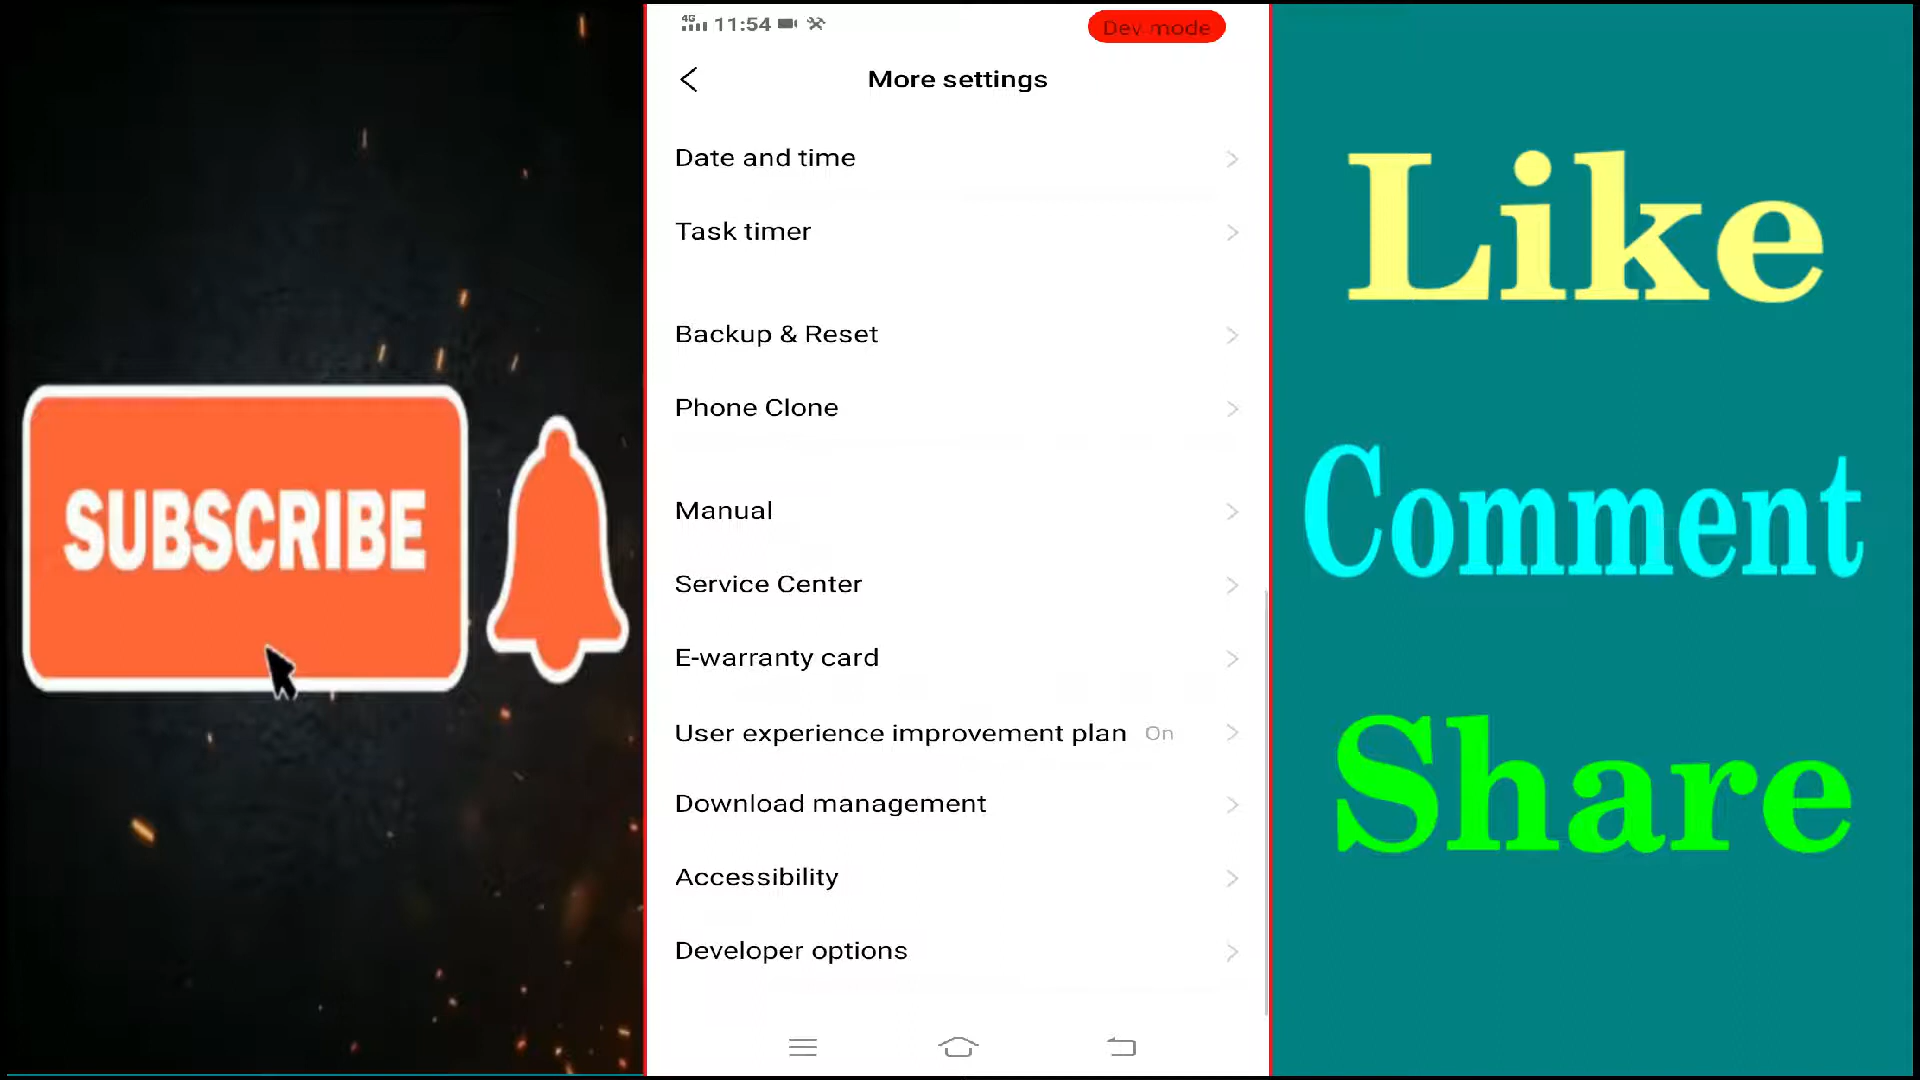 SUBSCRIBE
4G 11:54
Dev mode
More settings
Date and time
Task timer
Backup & Reset
Phone Clone
Manual
Service Center
E-warranty card
User experience improvement plan On
Download management
Accessibility
Developer options
Like
Comment
Share